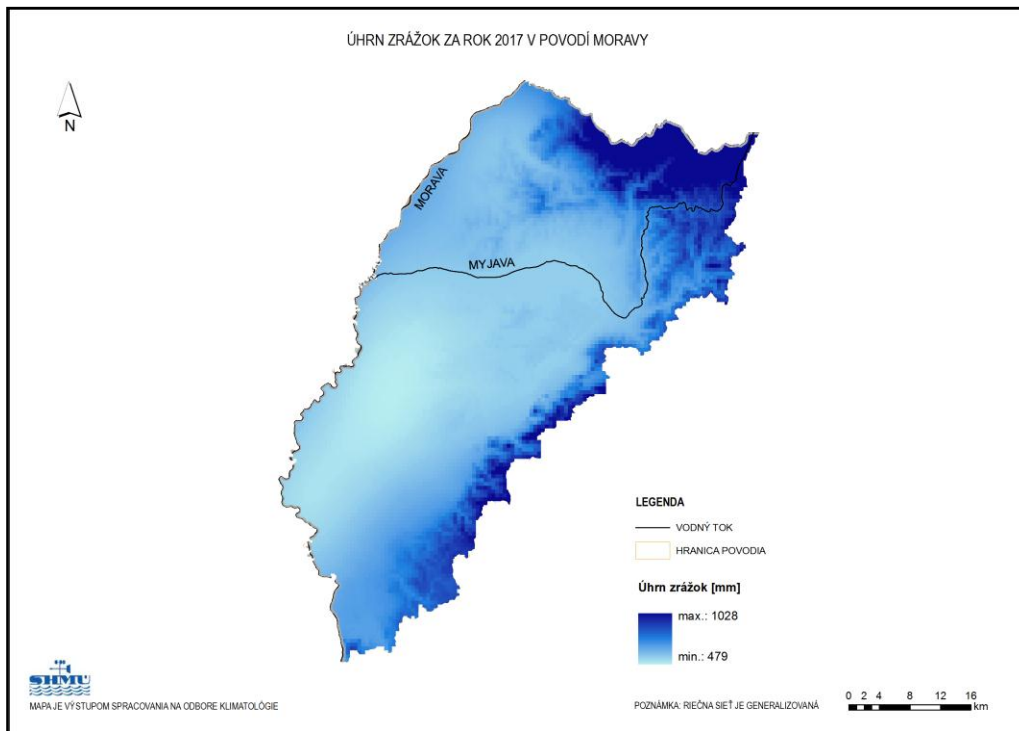 ÚHRN ZRÁŽOK ZA ROK 2017 V POVODÍ MORAVY
N
MORAVA
MYJAVA
LEGENDA
VODNÝ TOK
HRANICA POVODIA
Úhrn zrážok [mm]
max.: 1028
min.: 479
SHMÚ
MAPA JE VÝSTUPOM SPRACOVANIA NA ODBORE KLIMATOLÓGIE
POZNÁMKA: RIEČNA SIEŤ JE GENERALIZOVANÁ
0 2 4 8 12 16
km